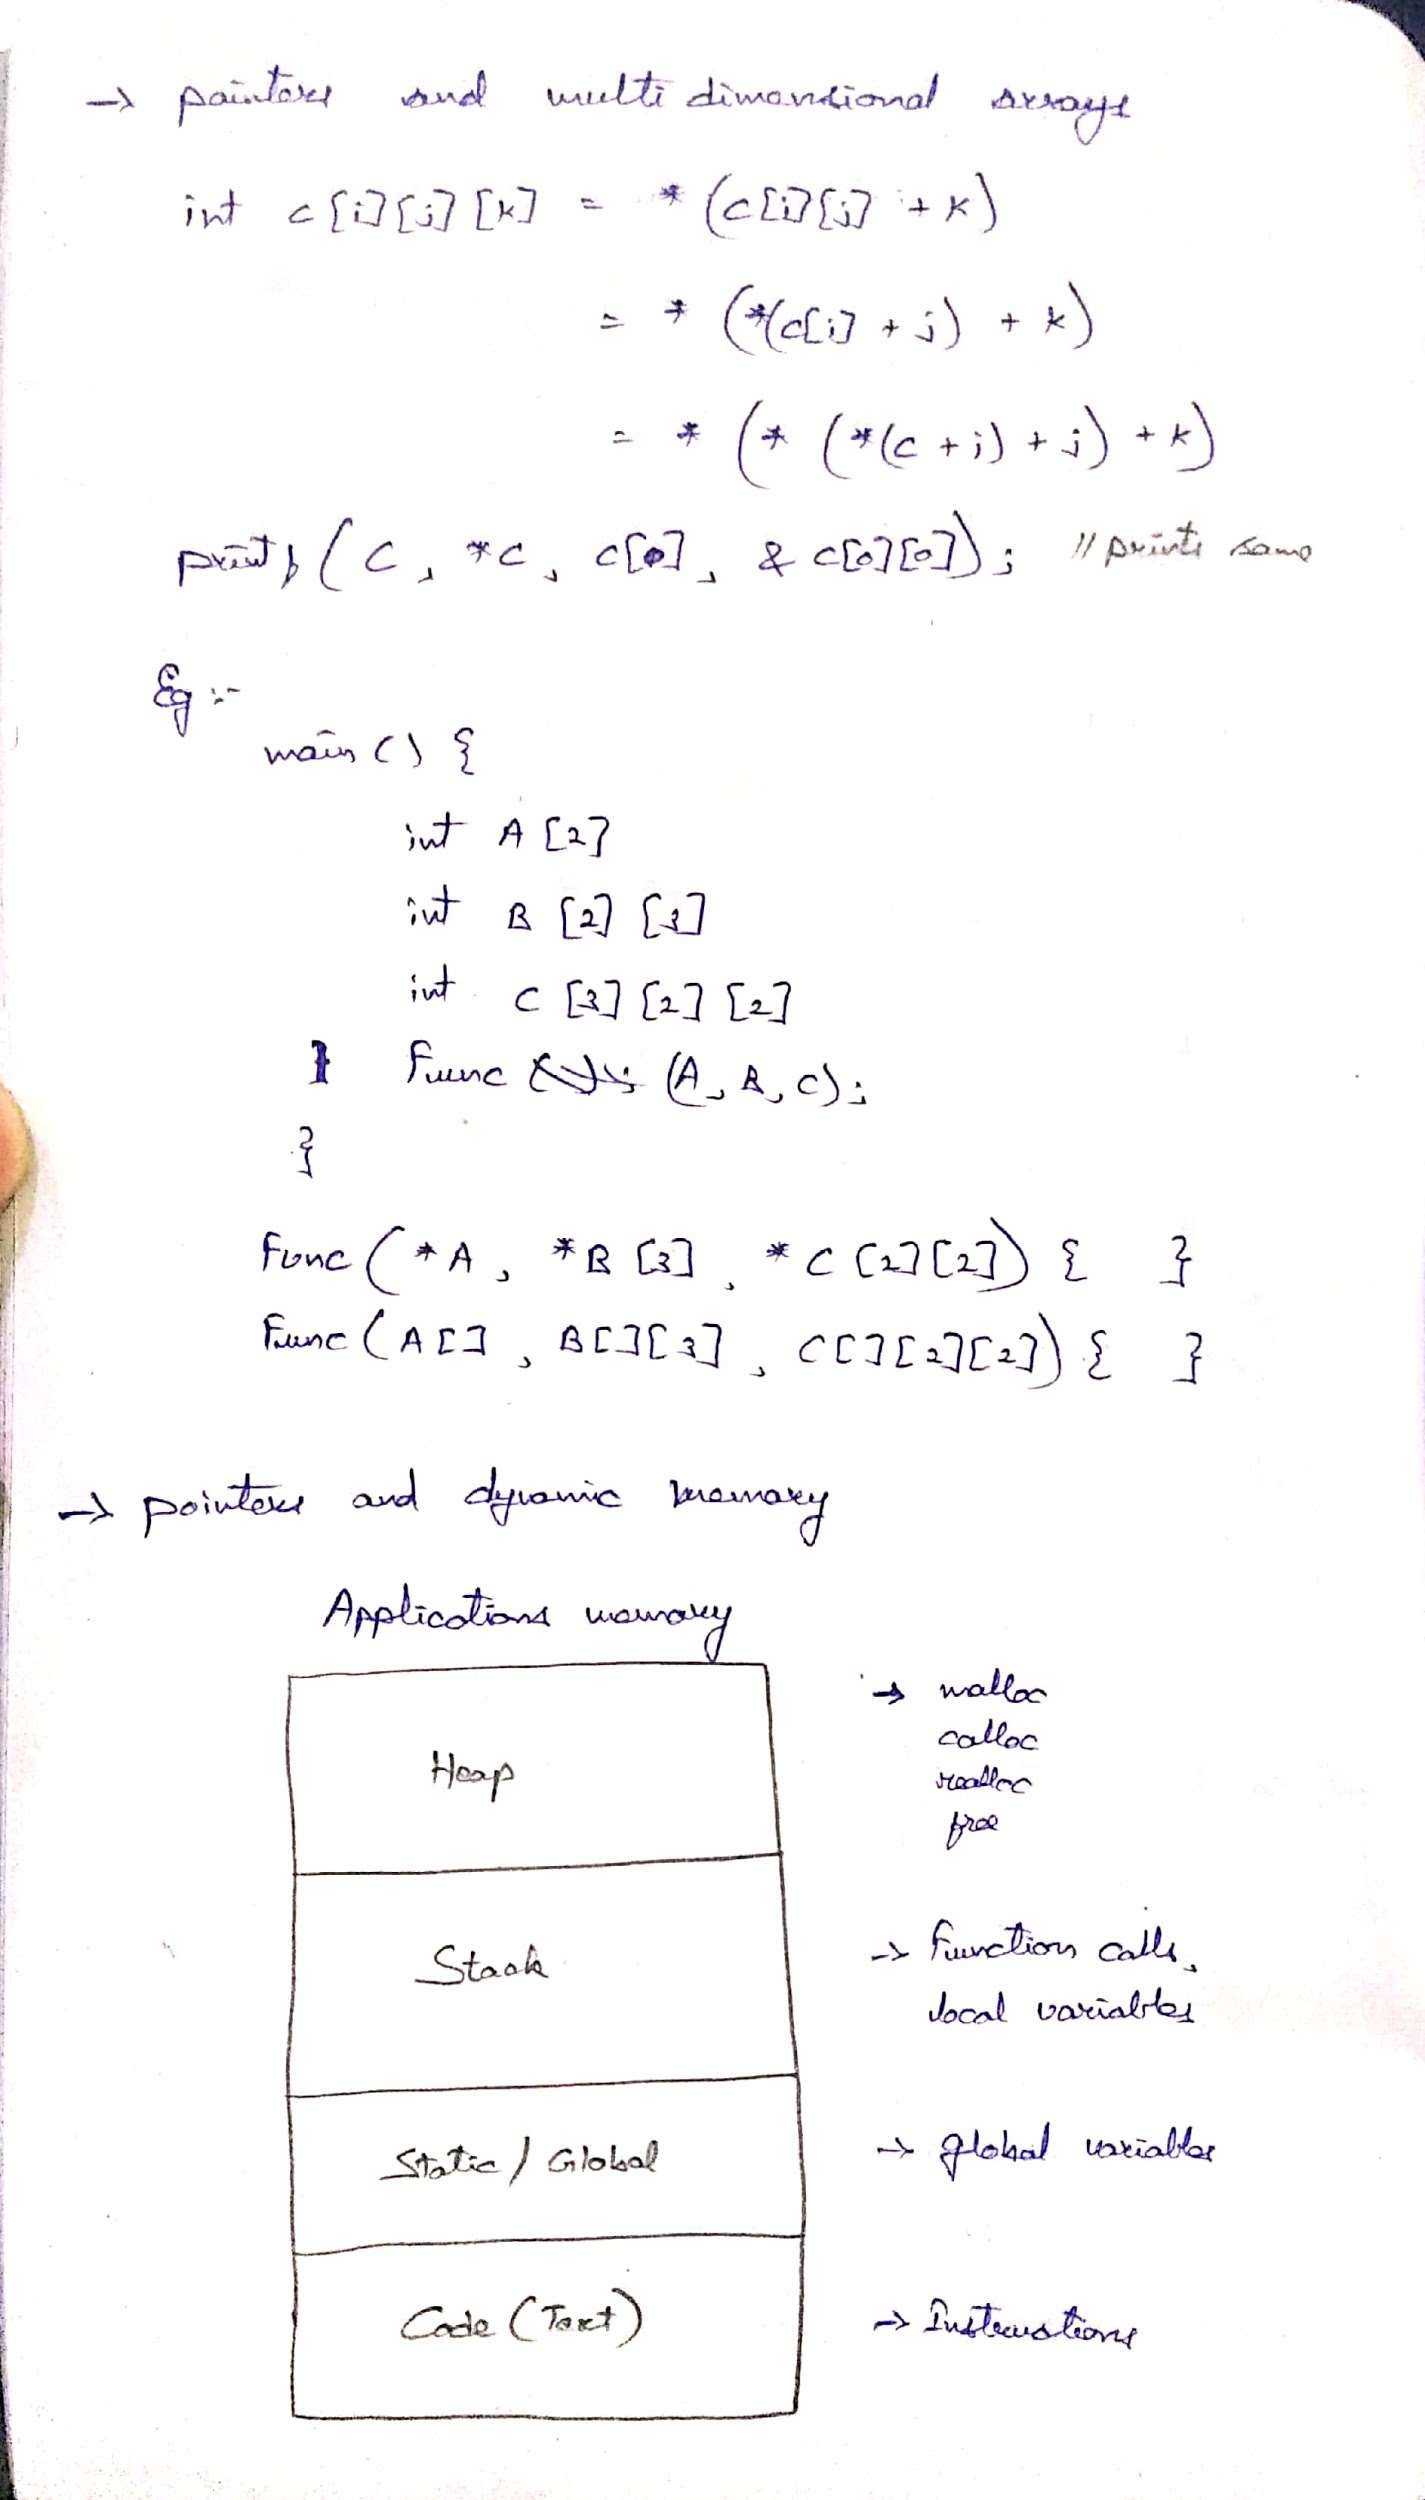 → pointers and multi dimensional arrays
int c[i][j][k] = *(c[i][j] + k)
= *(*(c[i] + j) + k)
= *(*(*(c + i) + j) + k)
printf(C, *C, c[0], & c[0][0]); // prints same
Eg :-
main() {
int A[2]
int B[2][3]
int C[3][2][2]
} Func (A, B, C);
}
Func(*A, *B[3], *C[2][2]) { }
Func(A[], B[][3], C[][2][2]) { }
→ pointers and dynamic memory
Applications memory
Heap → malloc
calloc
realloc
free
Stack → Function calls,
local variables
Static / Global → global variables
Code (Text) → Instructions